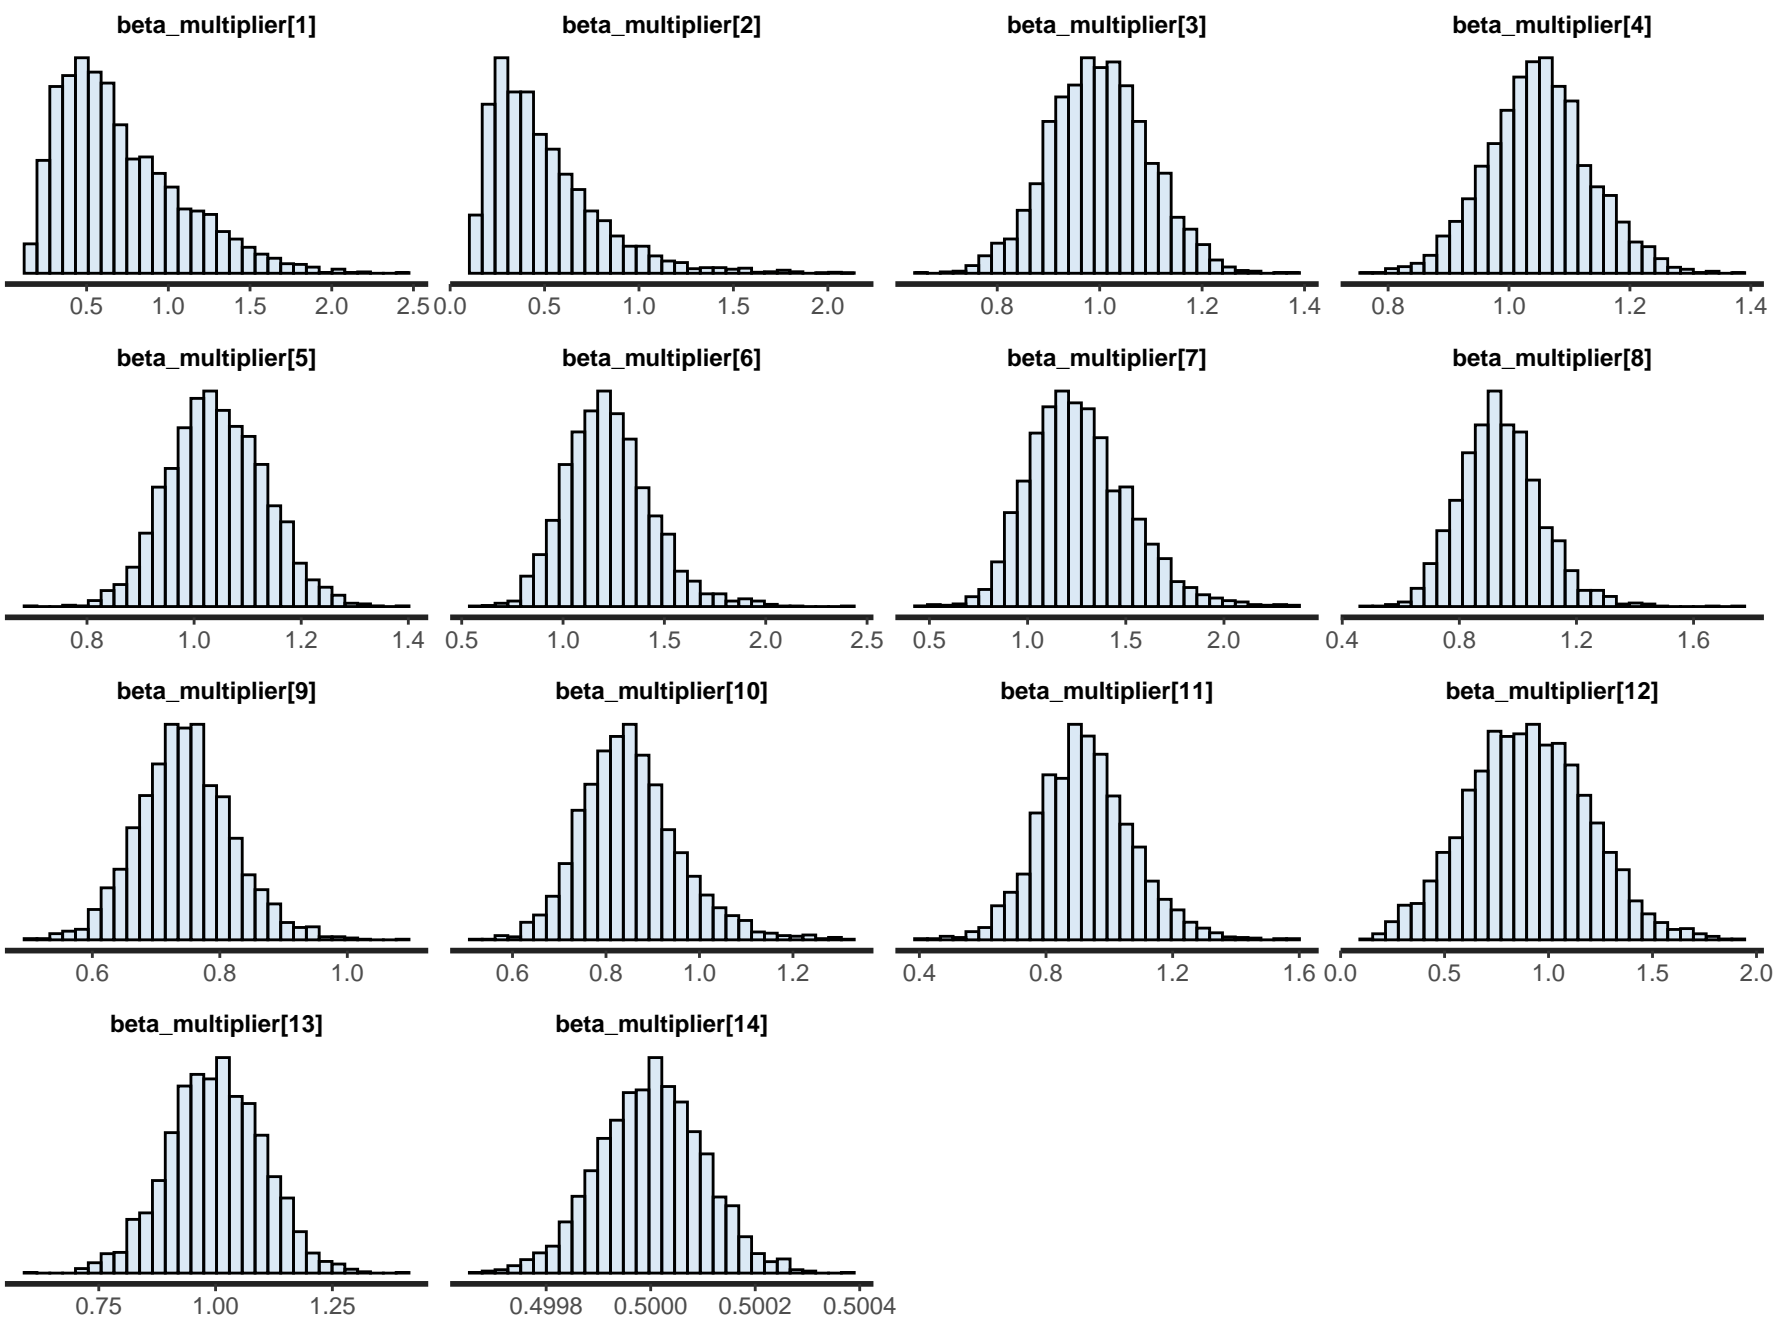 beta_multiplier[1] beta_multiplier[2] beta_multiplier[3] beta_multiplier[4]
0.5 1.0 1.5 2.0 2.5 0.0 0.5 1.0 1.5 2.0 0.8 1.0 1.2 1.4 0.8 1.0 1.2 1.4
beta_multiplier[5] beta_multiplier[6] beta_multiplier[7] beta_multiplier[8]
0.8 1.0 1.2 1.4 0.5 1.0 1.5 2.0 2.5 0.5 1.0 1.5 2.0 0.4 0.8 1.2 1.6
beta_multiplier[9] beta_multiplier[10] beta_multiplier[11] beta_multiplier[12]
0.6 0.8 1.0 0.6 0.8 1.0 1.2 0.4 0.8 1.2 1.6 0.0 0.5 1.0 1.5 2.0
beta_multiplier[13] beta_multiplier[14]
0.75 1.00 1.25 0.4998 0.5000 0.5002 0.5004